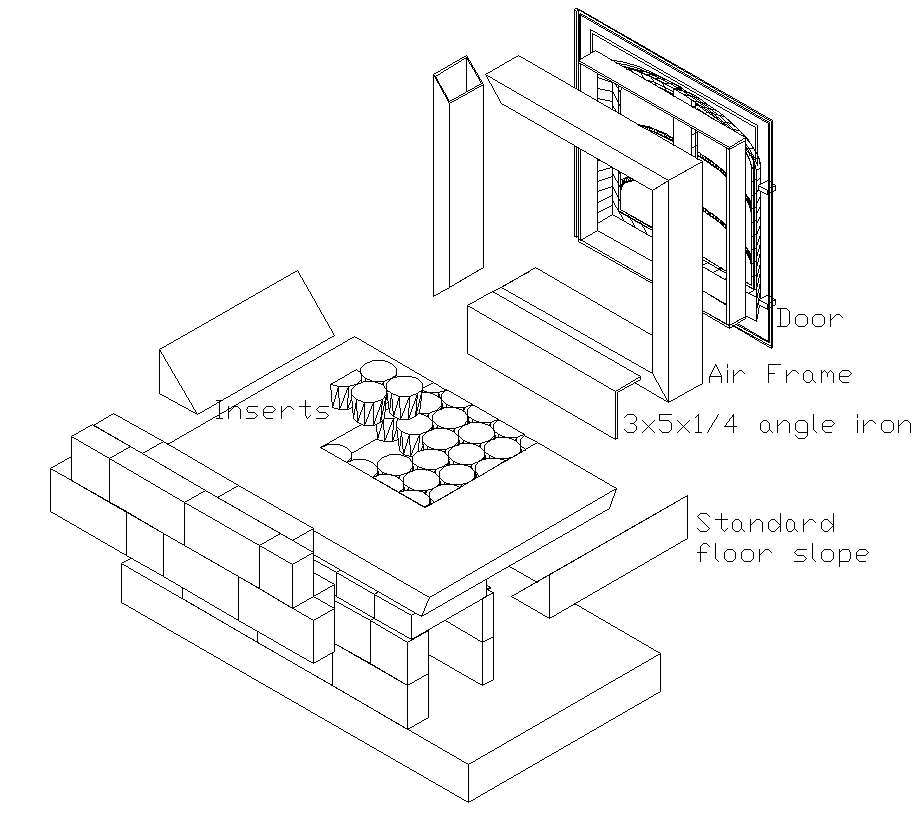 Door
Air Frame
Inserts
3x5x1/4 angle iron
Standard
floor slope